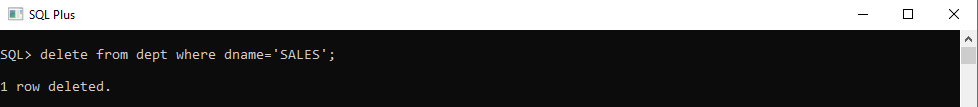 SQL Plus
SQL> delete from dept where dname='SALES';
1 row deleted.